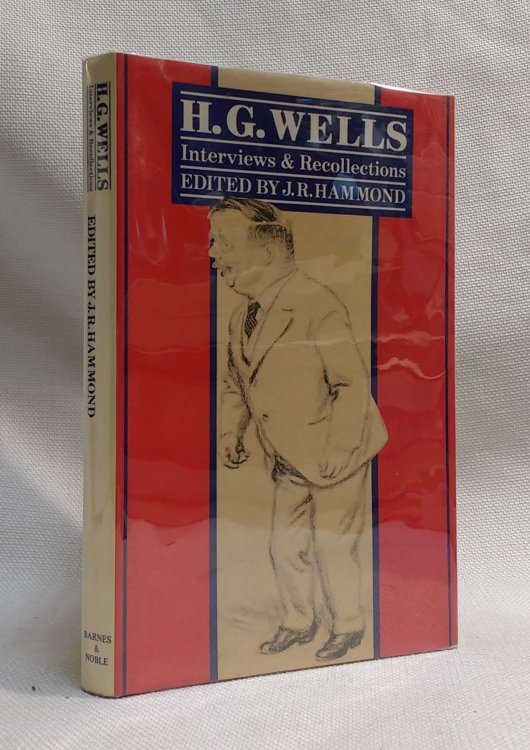 H.G.WELLS
Interviews & Recollections
EDITED BY J.R.HAMMOND
H.G.WELLS
Interviews & Recollections
EDITED BY J.R.HAMMOND
BARNES
&
NOBLE